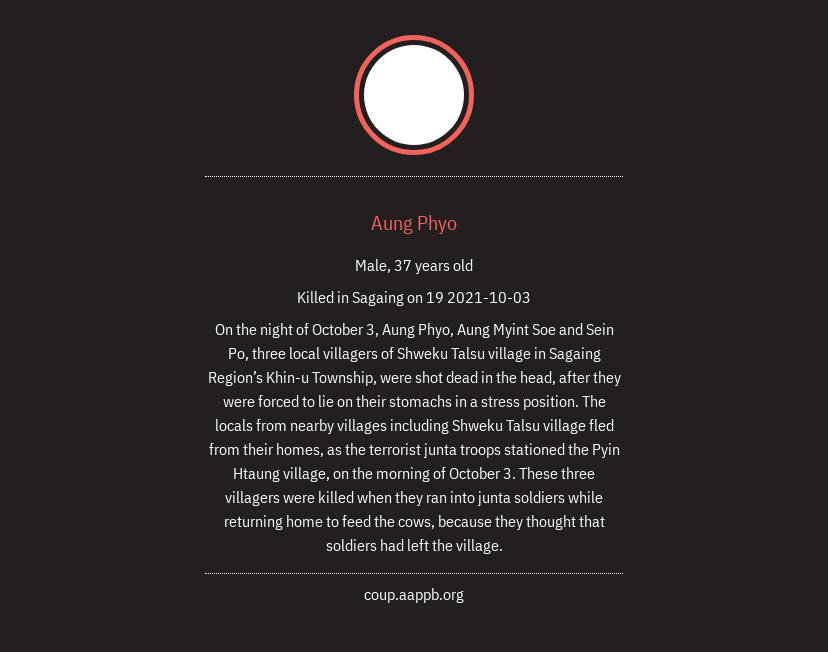 Aung Phyo
Male, 37 years old
Killed in Sagaing on 19 2021-10-03
On the night of October 3, Aung Phyo, Aung Myint Soe and Sein
Po, three local villagers of Shweku Talsu village in Sagaing
Region’s Khin-u Township, were shot dead in the head, after they
were forced to lie on their stomachs in a stress position. The
locals from nearby villages including Shweku Talsu village fled
from their homes, as the terrorist junta troops stationed the Pyin
Htaung village, on the morning of October 3. These three
villagers were killed when they ran into junta soldiers while
returning home to feed the cows, because they thought that
soldiers had left the village.
coup.aappb.org